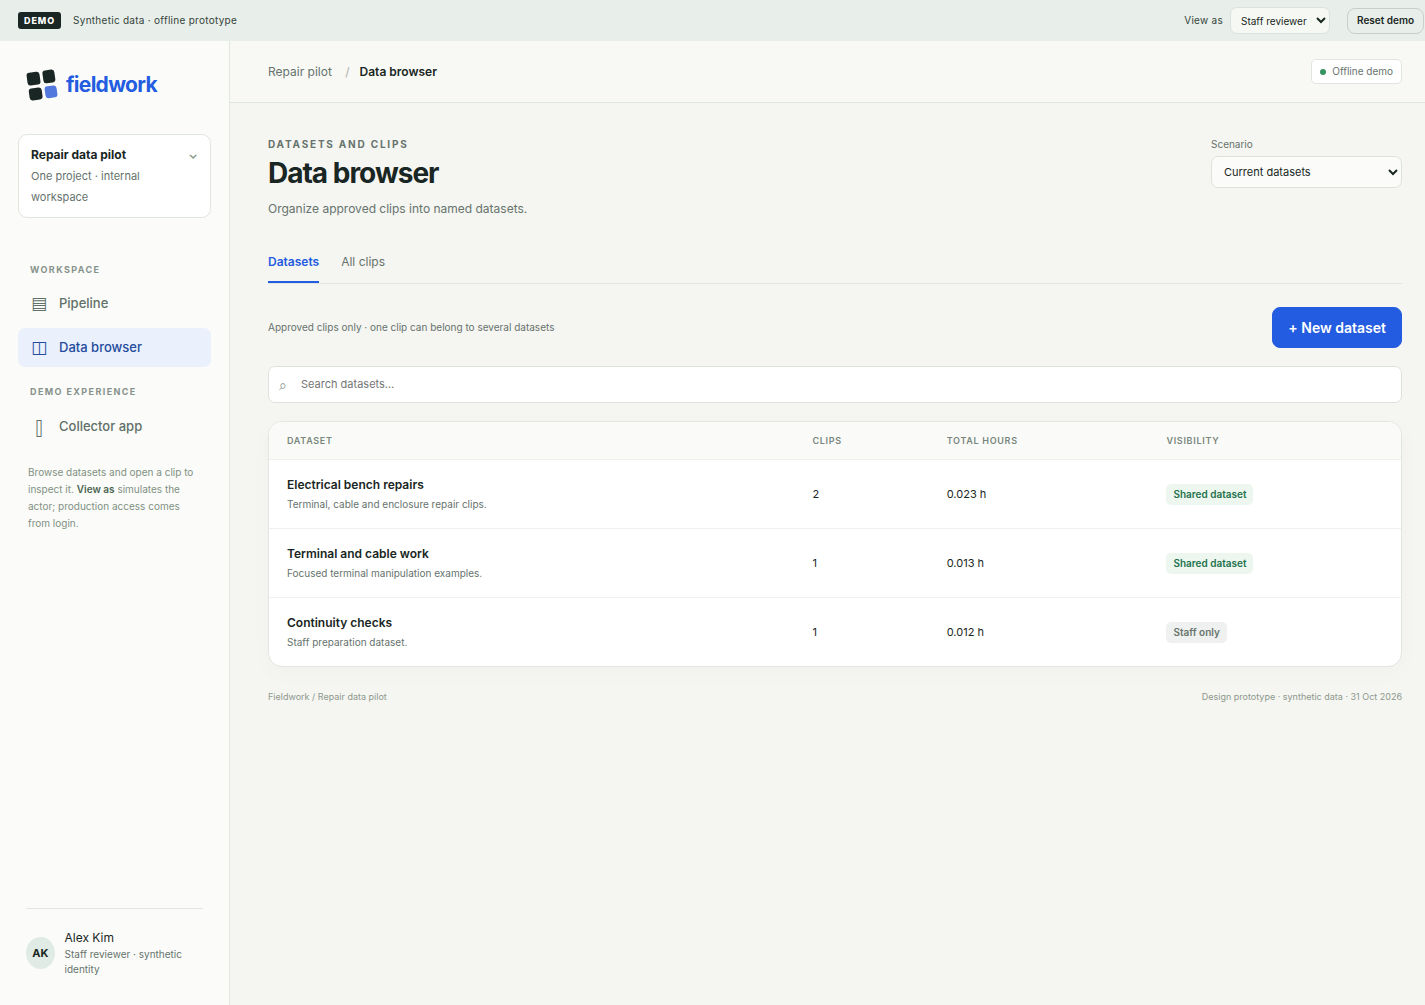 DEMO Synthetic data · offline prototype
View as Staff reviewer Reset demo
fieldwork
Repair data pilot
One project · internal
workspace
WORKSPACE
Pipeline
Data browser
DEMO EXPERIENCE
Collector app
Browse datasets and open a clip to
inspect it. View as simulates the
actor; production access comes
from login.
AK
Alex Kim
Staff reviewer · synthetic
identity
Repair pilot / Data browser
Offline demo
DATASETS AND CLIPS
Data browser
Organize approved clips into named datasets.
Scenario
Current datasets
Datasets All clips
Approved clips only · one clip can belong to several datasets
+ New dataset
Search datasets...
DATASET CLIPS TOTAL HOURS VISIBILITY
Electrical bench repairs
Terminal, cable and enclosure repair clips.
2 0.023 h Shared dataset
Terminal and cable work
Focused terminal manipulation examples.
1 0.013 h Shared dataset
Continuity checks
Staff preparation dataset.
1 0.012 h Staff only
Fieldwork / Repair data pilot
Design prototype · synthetic data · 31 Oct 2026